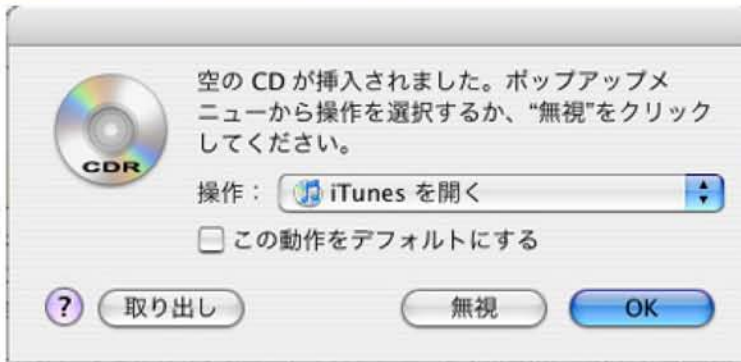 空の CD が挿入されました。ポップアップメ
ニューから操作を選択するか、“無視”をクリック
してください。
CDR
操作： iTunes を開く
この動作をデフォルトにする
? 取り出し 無視 OK